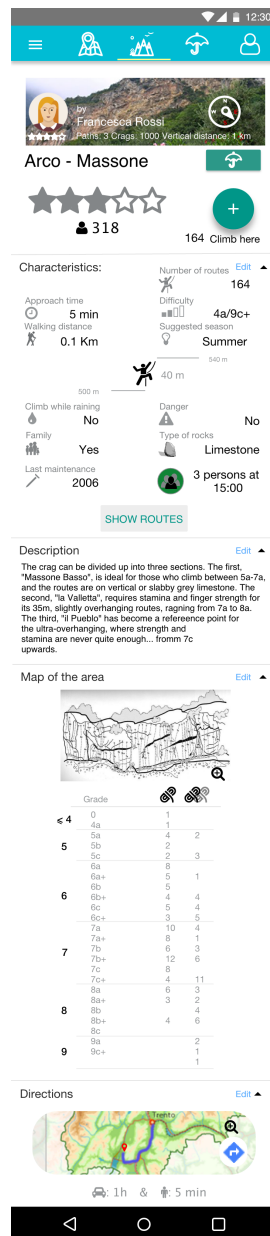 12:30
by
Francesca Rossi
Paths: 3 Crags: 1000 Vertical distance: 1 km
Arco - Massone
318
+
164 Climb here
Characteristics:
Number of routes Edit
164
Approach time
5 min
Difficulty
4a/9c+
Walking distance
0.1 Km
Suggested season
Summer
540 m
40 m
500 m
Climb while raining
No
Danger
No
Family
Yes
Type of rocks
Limestone
Last maintenance
2006
3 persons at
15:00
SHOW ROUTES
Description Edit
The crag can be divided up into three sections. The first,
"Massone Basso", is ideal for those who climb between 5a-7a,
and the routes are on vertical or slabby grey limestone. The
second, "la Valletta", requires stamina and finger strength for
its 35m, slightly overhanging routes, ragning from 7a to 8a.
The third, "il Pueblo" has become a reference point for
the ultra-overhanging, where strength and
stamina are never quite enough... fromm 7c
upwards.
Map of the area Edit
Grade
⩽ 4 0 1
4a 1
5a 4 2
5 5b 2
5c 2 3
6a 8
6a+ 5 1
6b 5
6 6b+ 4 4
6c 5 4
6c+ 3 5
7a 10 4
7a+ 8 1
7 7b 6 3
7b+ 12 6
7c 8
7c+ 4 11
8a 6 3
8a+ 3 2
8 8b 4
8b+ 4 6
8c
9a 2
9 9c+ 1
1
Directions Edit
Trento
: 1h & : 5 min